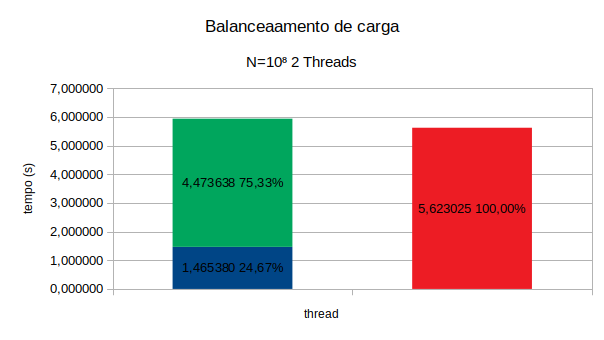 Balanceaamento de carga
N=10⁸ 2 Threads
7,000000
6,000000
5,000000
4,000000
3,000000
2,000000
1,000000
0,000000
tempo (s)
4,473638 75,33%
1,465380 24,67%
5,623025 100,00%
thread